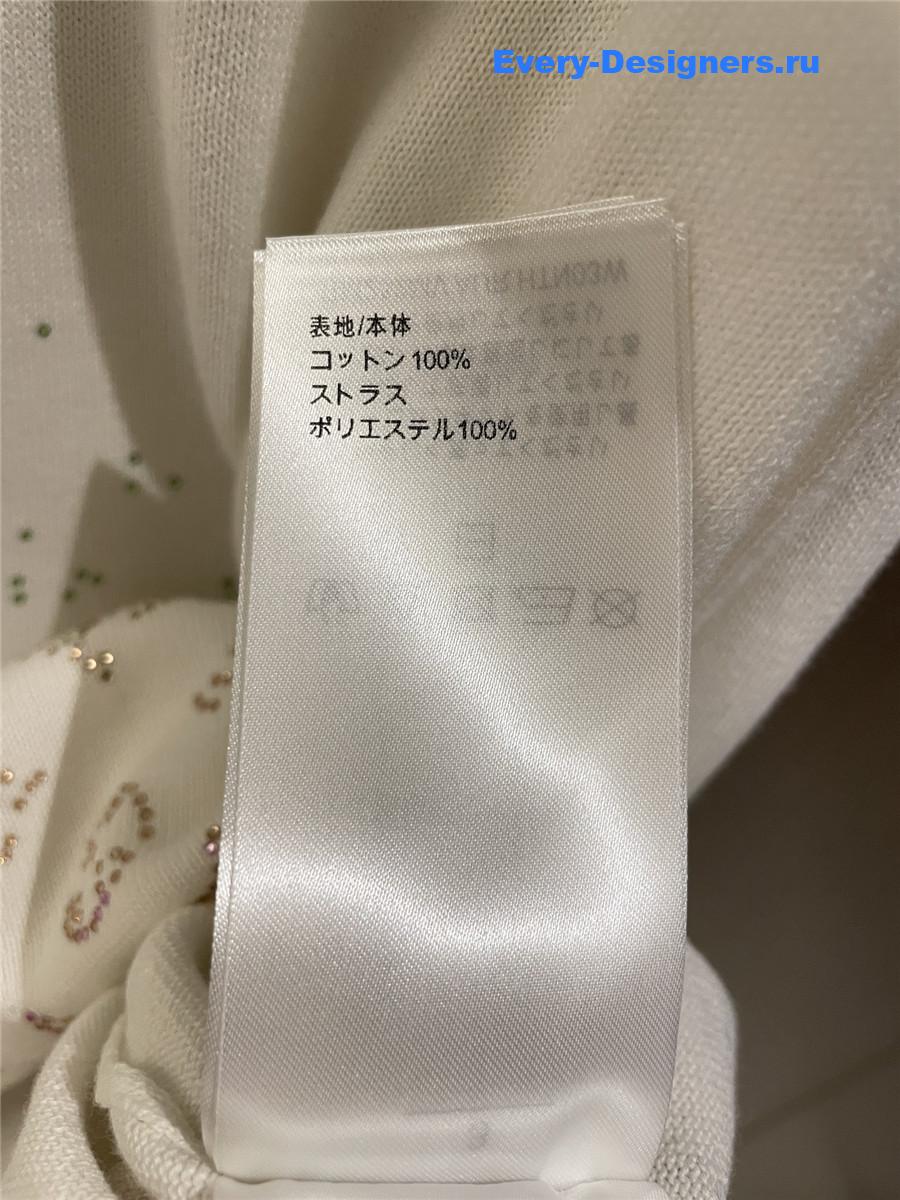 Every-Designers.ru
表地/本体
コットン100%
ストラス
ポリエステル100%